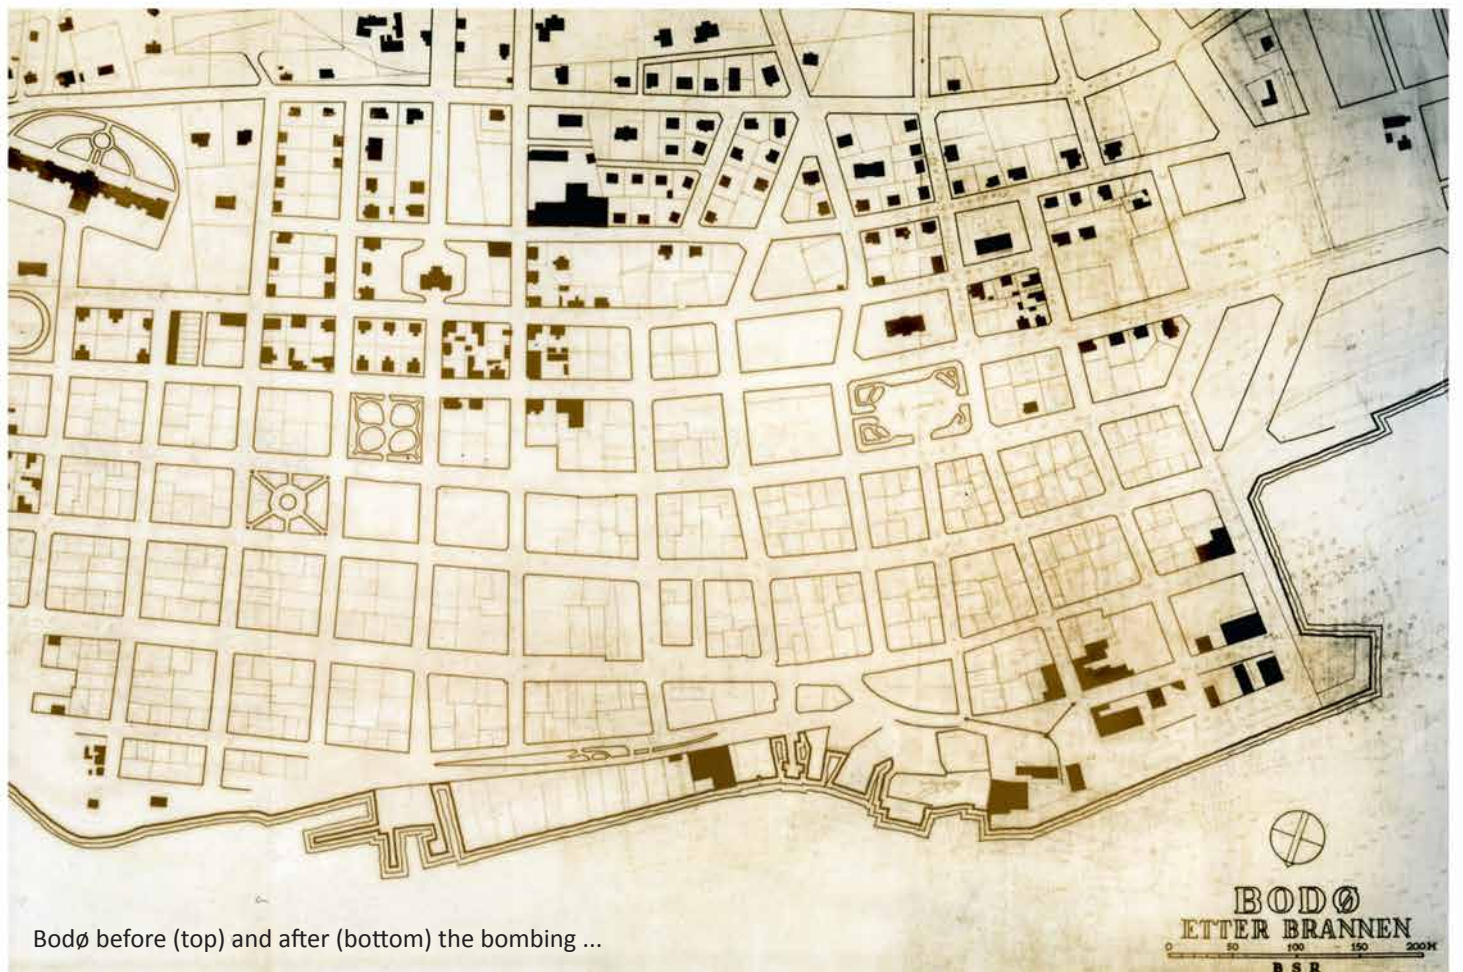 Bodø before (top) and after (bottom) the bombing ...
BODØ
ETTER BRANNEN
0 50 100 150 200M
B S R